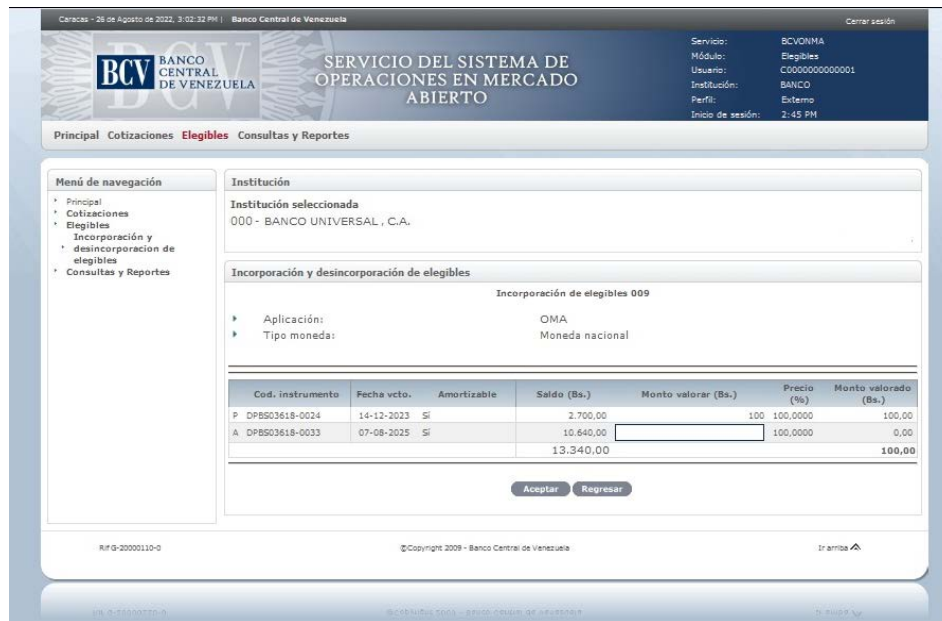 Caracas - 26 de Agosto de 2022, 3:02:32 PM | Banco Central de Venezuela
Cerrar sesión
BCV BANCO CENTRAL DE VENEZUELA
SERVICIO DEL SISTEMA DE
OPERACIONES EN MERCADO
ABIERTO
Servicio: BCVONMA
Módulo: Elegibles
Usuario: C0000000000001
Institución: BANCO
Perfil: Externo
Inicio de sesión: 2:45 PM
Principal Cotizaciones Elegibles Consultas y Reportes
Menú de navegación
Principal
Cotizaciones
Elegibles
Incorporación y
desincorporacion de
elegibles
Consultas y Reportes
Institución
Institución seleccionada
000 - BANCO UNIVERSAL , C.A.
Incorporación y desincorporación de elegibles
Incorporación de elegibles 009
Aplicación: OMA
Tipo moneda: Moneda nacional
Cod. instrumento Fecha vcto. Amortizable Saldo (Bs.) Monto valorar (Bs.) Precio (%) Monto valorado (Bs.)
P DPBS03618-0024 14-12-2023 Sí 2.700,00 100 100,0000 100,00
A DPBS03618-0033 07-08-2025 Sí 10.640,00 100,0000 0,00
13.340,00 100,00
Aceptar Regresar
Rif G-20000110-0 ©Copyright 2009 - Banco Central de Venezuela Ir arriba